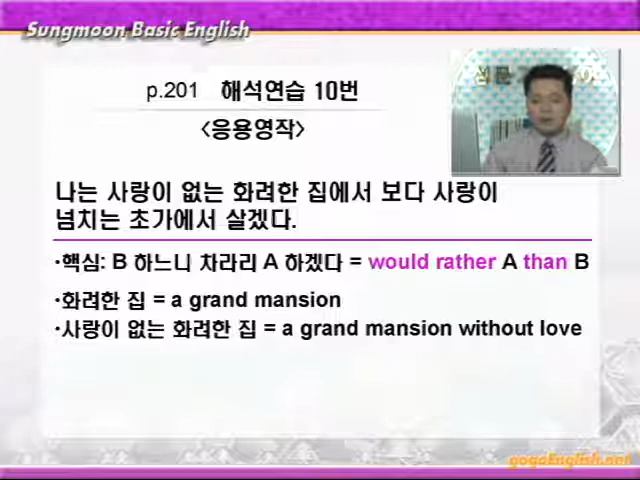 Sungmoon Basic English
성문
p.201 해석연습 10번
<응용영작>
나는 사랑이 없는 화려한 집에서 보다 사랑이
넘치는 초가에서 살겠다.
·핵심: B 하느니 차라리 A 하겠다 = would rather A than B
·화려한 집 = a grand mansion
·사랑이 없는 화려한 집 = a grand mansion without love
gogoEnglish.net